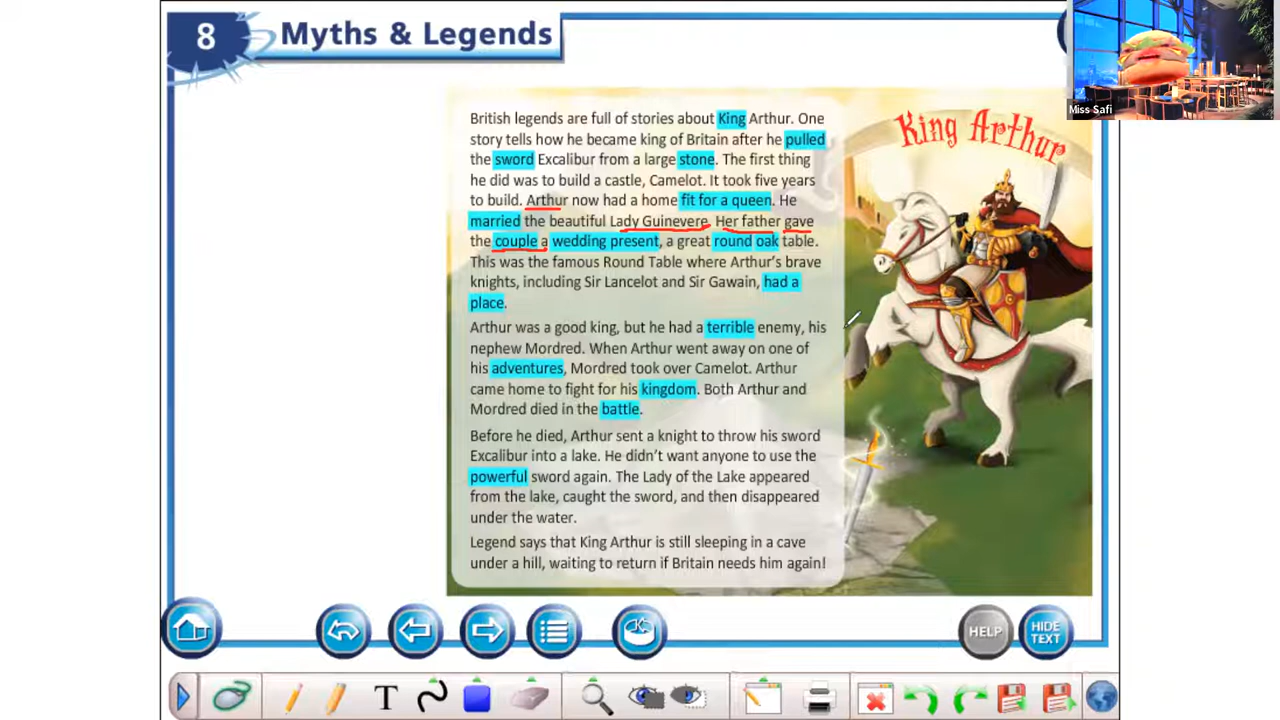 8 Myths & Legends
Miss Safi
King Arthur
British legends are full of stories about King Arthur. One
story tells how he became king of Britain after he pulled
the sword Excalibur from a large stone. The first thing
he did was to build a castle, Camelot. It took five years
to build. Arthur now had a home fit for a queen. He
married the beautiful Lady Guinevere. Her father gave
the couple a wedding present, a great round oak table.
This was the famous Round Table where Arthur's brave
knights, including Sir Lancelot and Sir Gawain, had a
place.
Arthur was a good king, but he had a terrible enemy, his
nephew Mordred. When Arthur went away on one of
his adventures, Mordred took over Camelot. Arthur
came home to fight for his kingdom. Both Arthur and
Mordred died in the battle.
Before he died, Arthur sent a knight to throw his sword
Excalibur into a lake. He didn't want anyone to use the
powerful sword again. The Lady of the Lake appeared
from the lake, caught the sword, and then disappeared
under the water.
Legend says that King Arthur is still sleeping in a cave
under a hill, waiting to return if Britain needs him again!
HELP
HIDE
TEXT
T